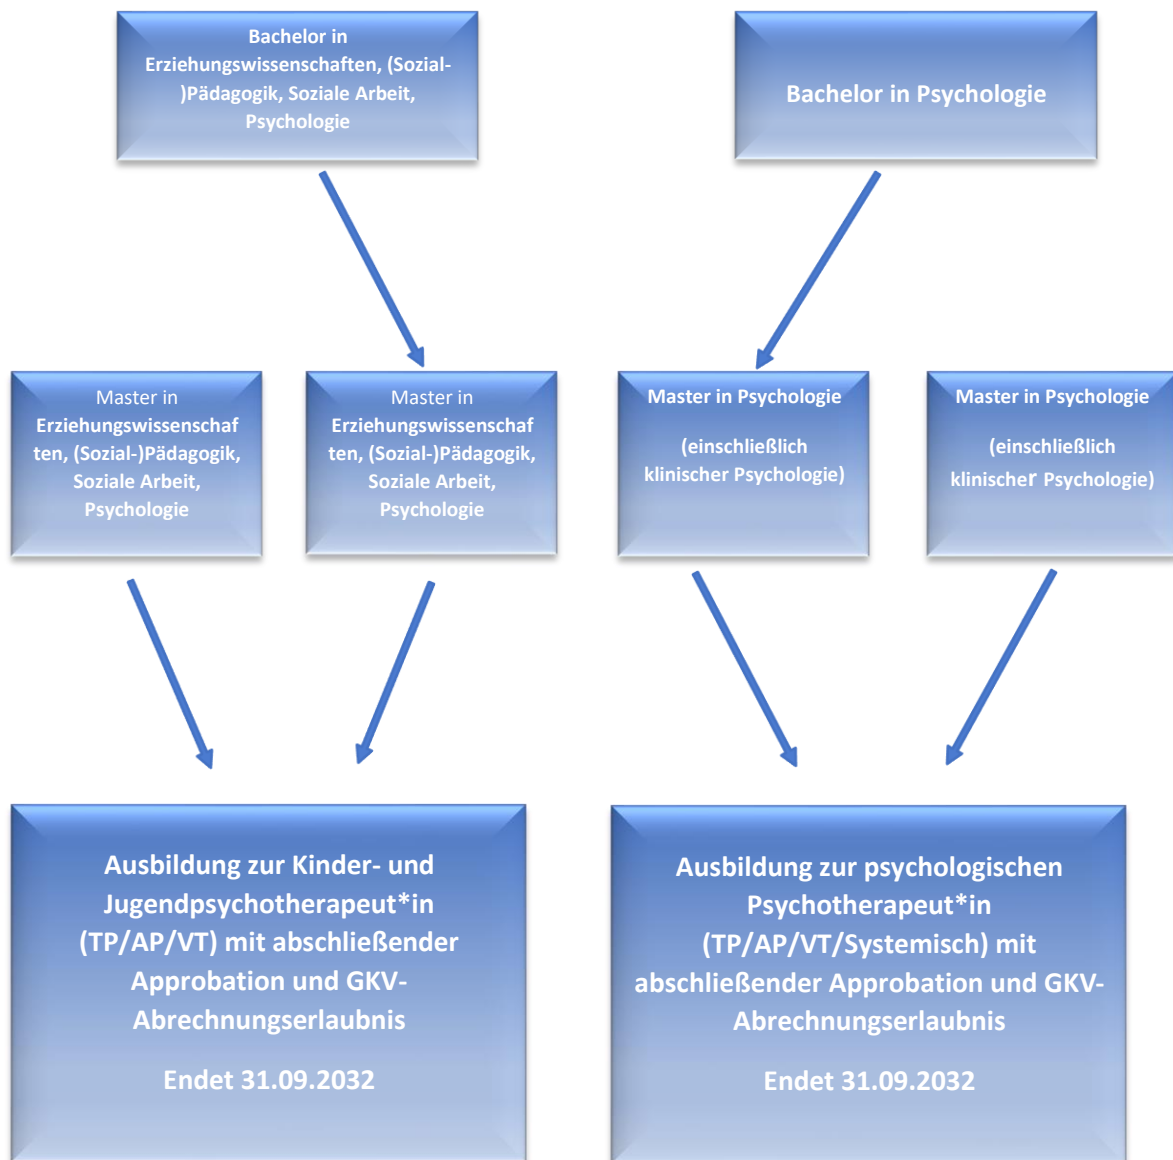 Bachelor in
Erziehungswissenschaften, (Sozial-
)Pädagogik, Soziale Arbeit,
Psychologie
Bachelor in Psychologie
Master in
Erziehungswissenschaf
ten, (Sozial-)Pädagogik,
Soziale Arbeit,
Psychologie
Master in
Erziehungswissenschaf
ten, (Sozial-)Pädagogik,
Soziale Arbeit,
Psychologie
Master in Psychologie
(einschließlich
klinischer Psychologie)
Master in Psychologie
(einschließlich
klinischer Psychologie)
Ausbildung zur Kinder- und
Jugendpsychotherapeut*in
(TP/AP/VT) mit abschließender
Approbation und GKV-
Abrechnungserlaubnis
Endet 31.09.2032
Ausbildung zur psychologischen
Psychotherapeut*in
(TP/AP/VT/Systemisch) mit
abschließender Approbation und GKV-
Abrechnungserlaubnis
Endet 31.09.2032